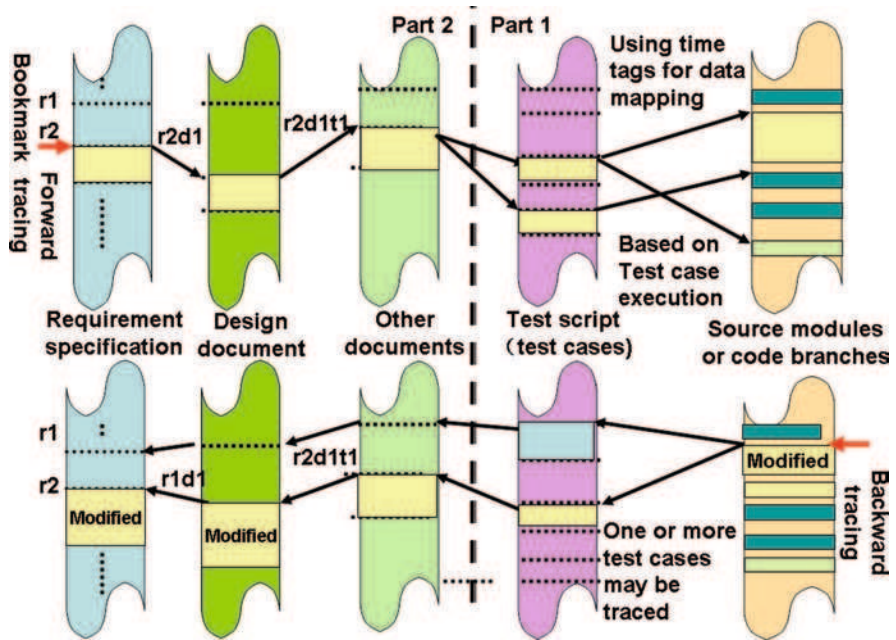 Part 2
Part 1
Using time
tags for data
mapping
Bookmark tracing
Forward
r1
r2
r2d1
r2d1t1
Based on
Test case
execution
Requirement
specification
Design
document
Other
documents
Test script
(test cases)
Source modules
or code branches
r1
r2
r1d1
r2d1t1
Modified
Modified
Modified
Backward
tracing
One or more
test cases
may be
traced